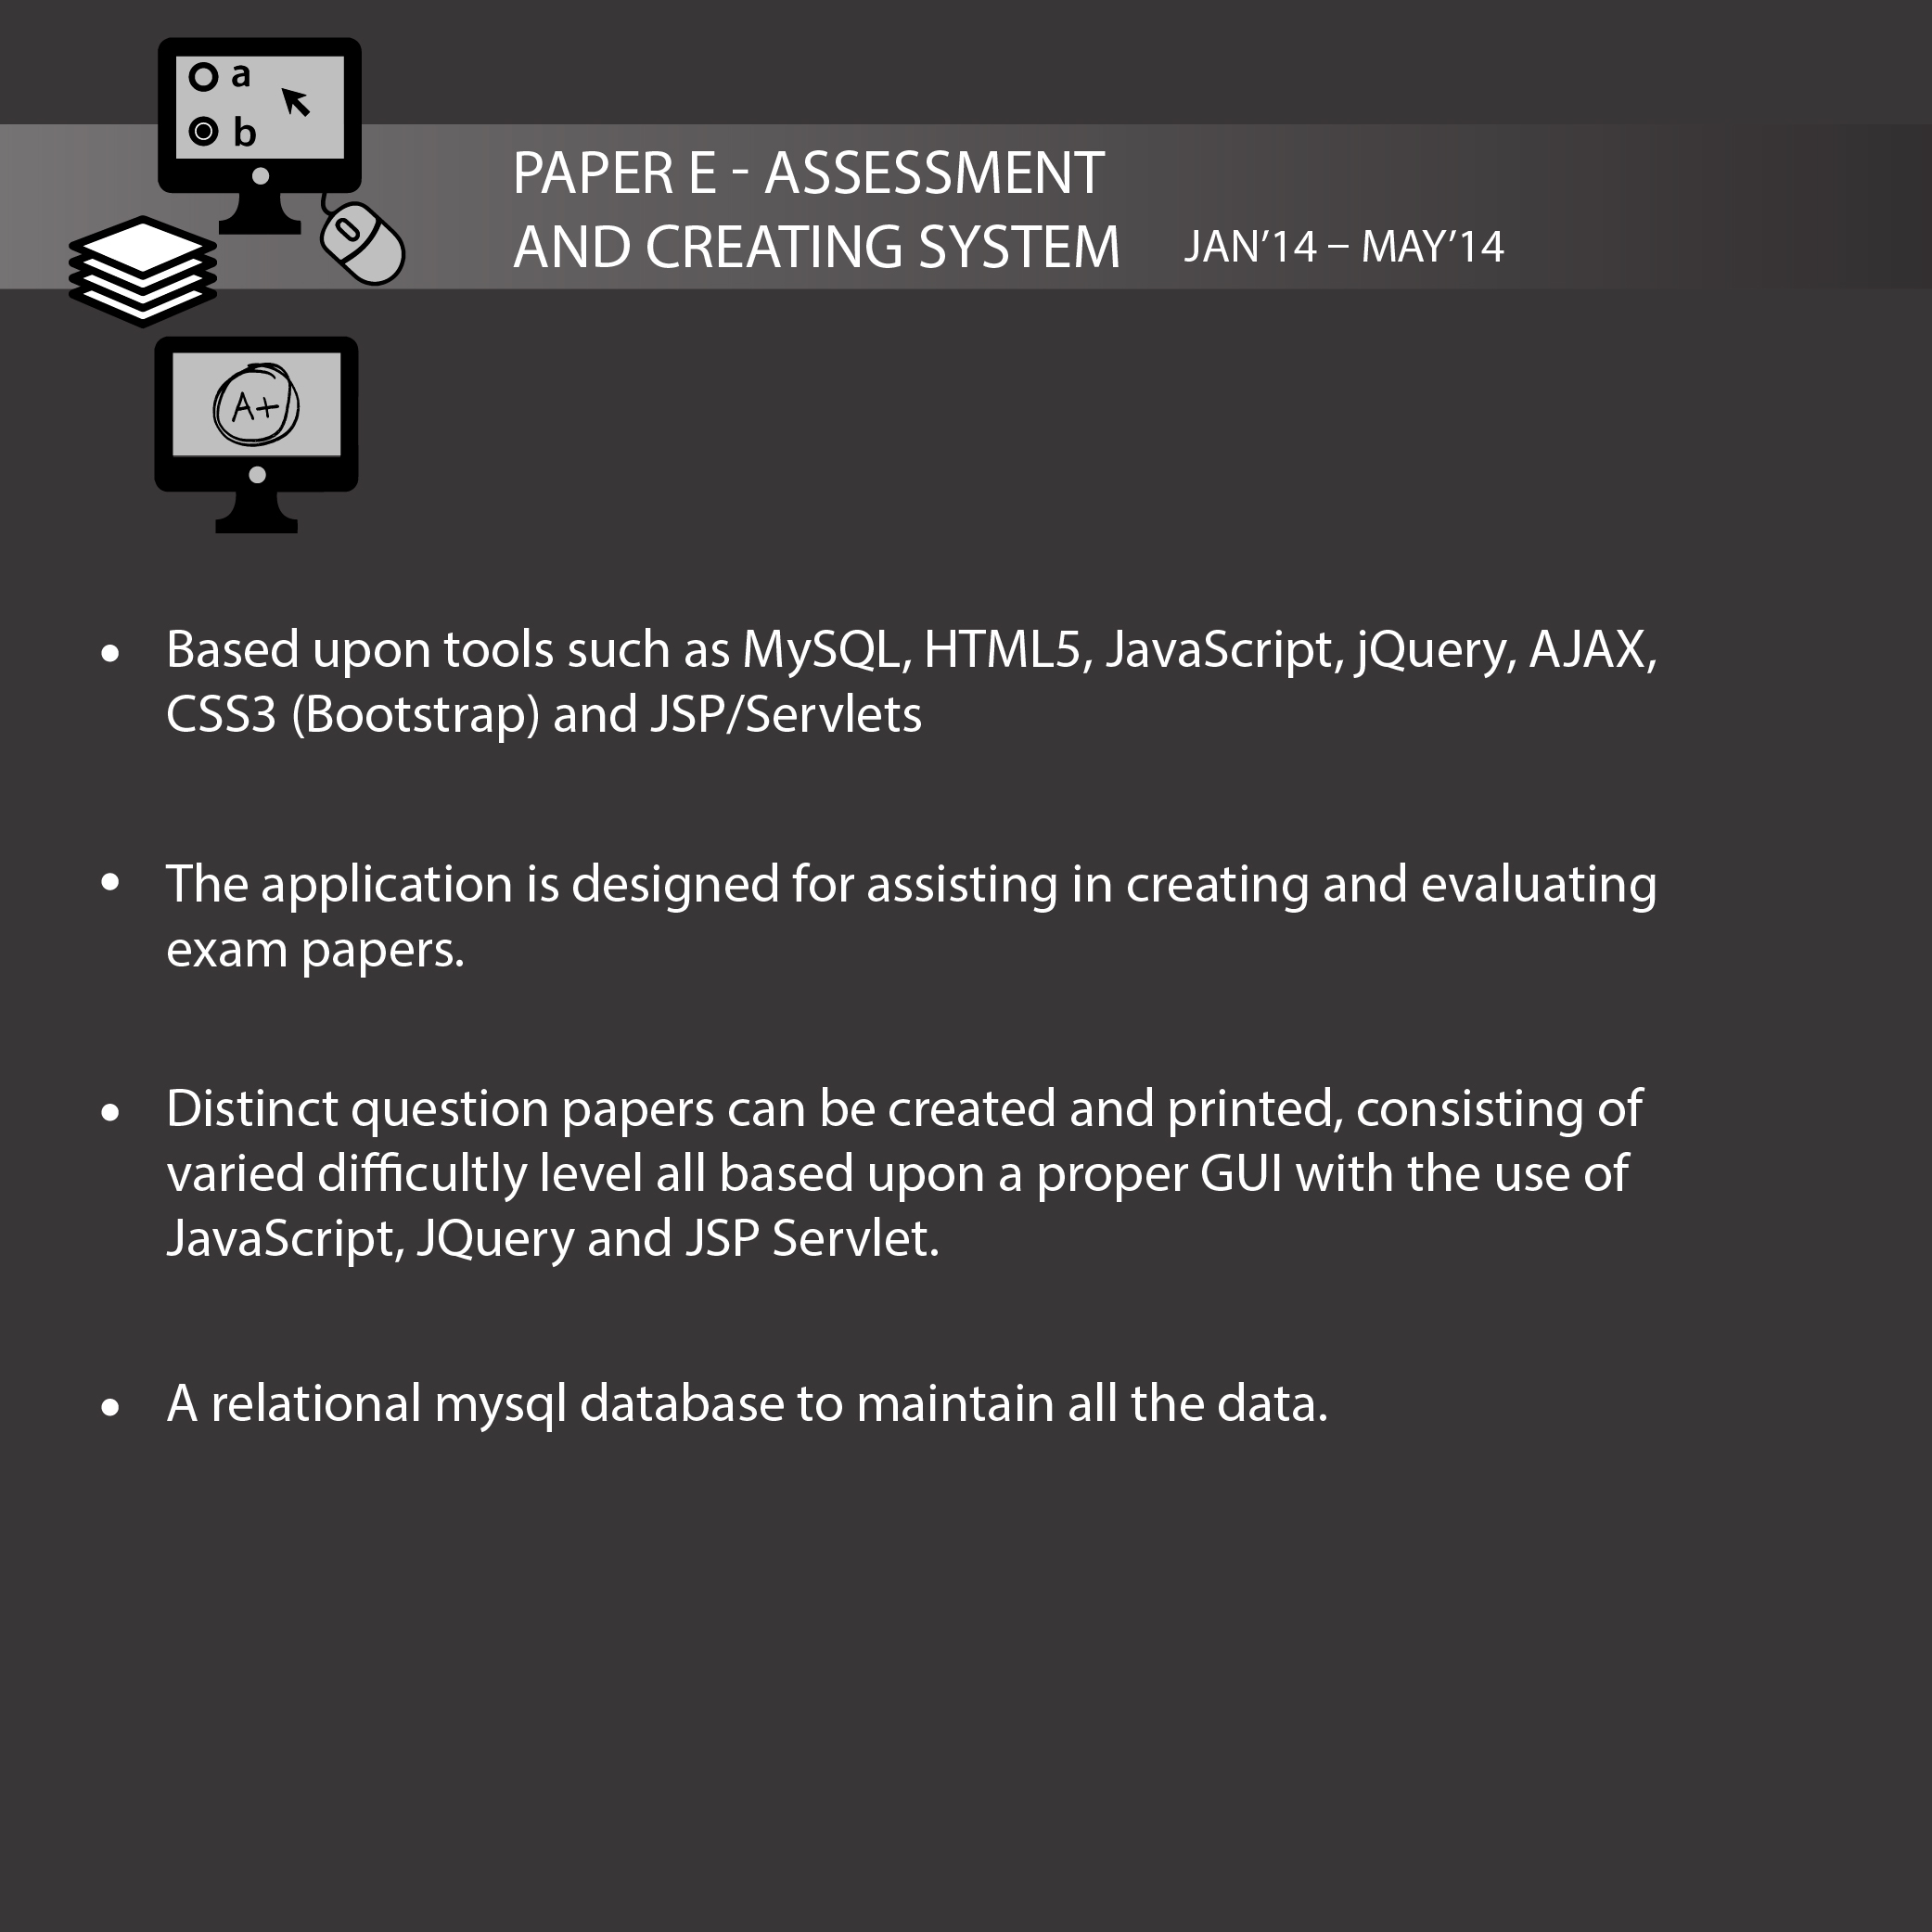 a
b
PAPER E - ASSESSMENT
AND CREATING SYSTEM JAN’14 – MAY’14
A+
• Based upon tools such as MySQL, HTML5, JavaScript, jQuery, AJAX,
CSS3 (Bootstrap) and JSP/Servlets
• The application is designed for assisting in creating and evaluating
exam papers.
• Distinct question papers can be created and printed, consisting of
varied difficultly level all based upon a proper GUI with the use of
JavaScript, JQuery and JSP Servlet.
• A relational mysql database to maintain all the data.